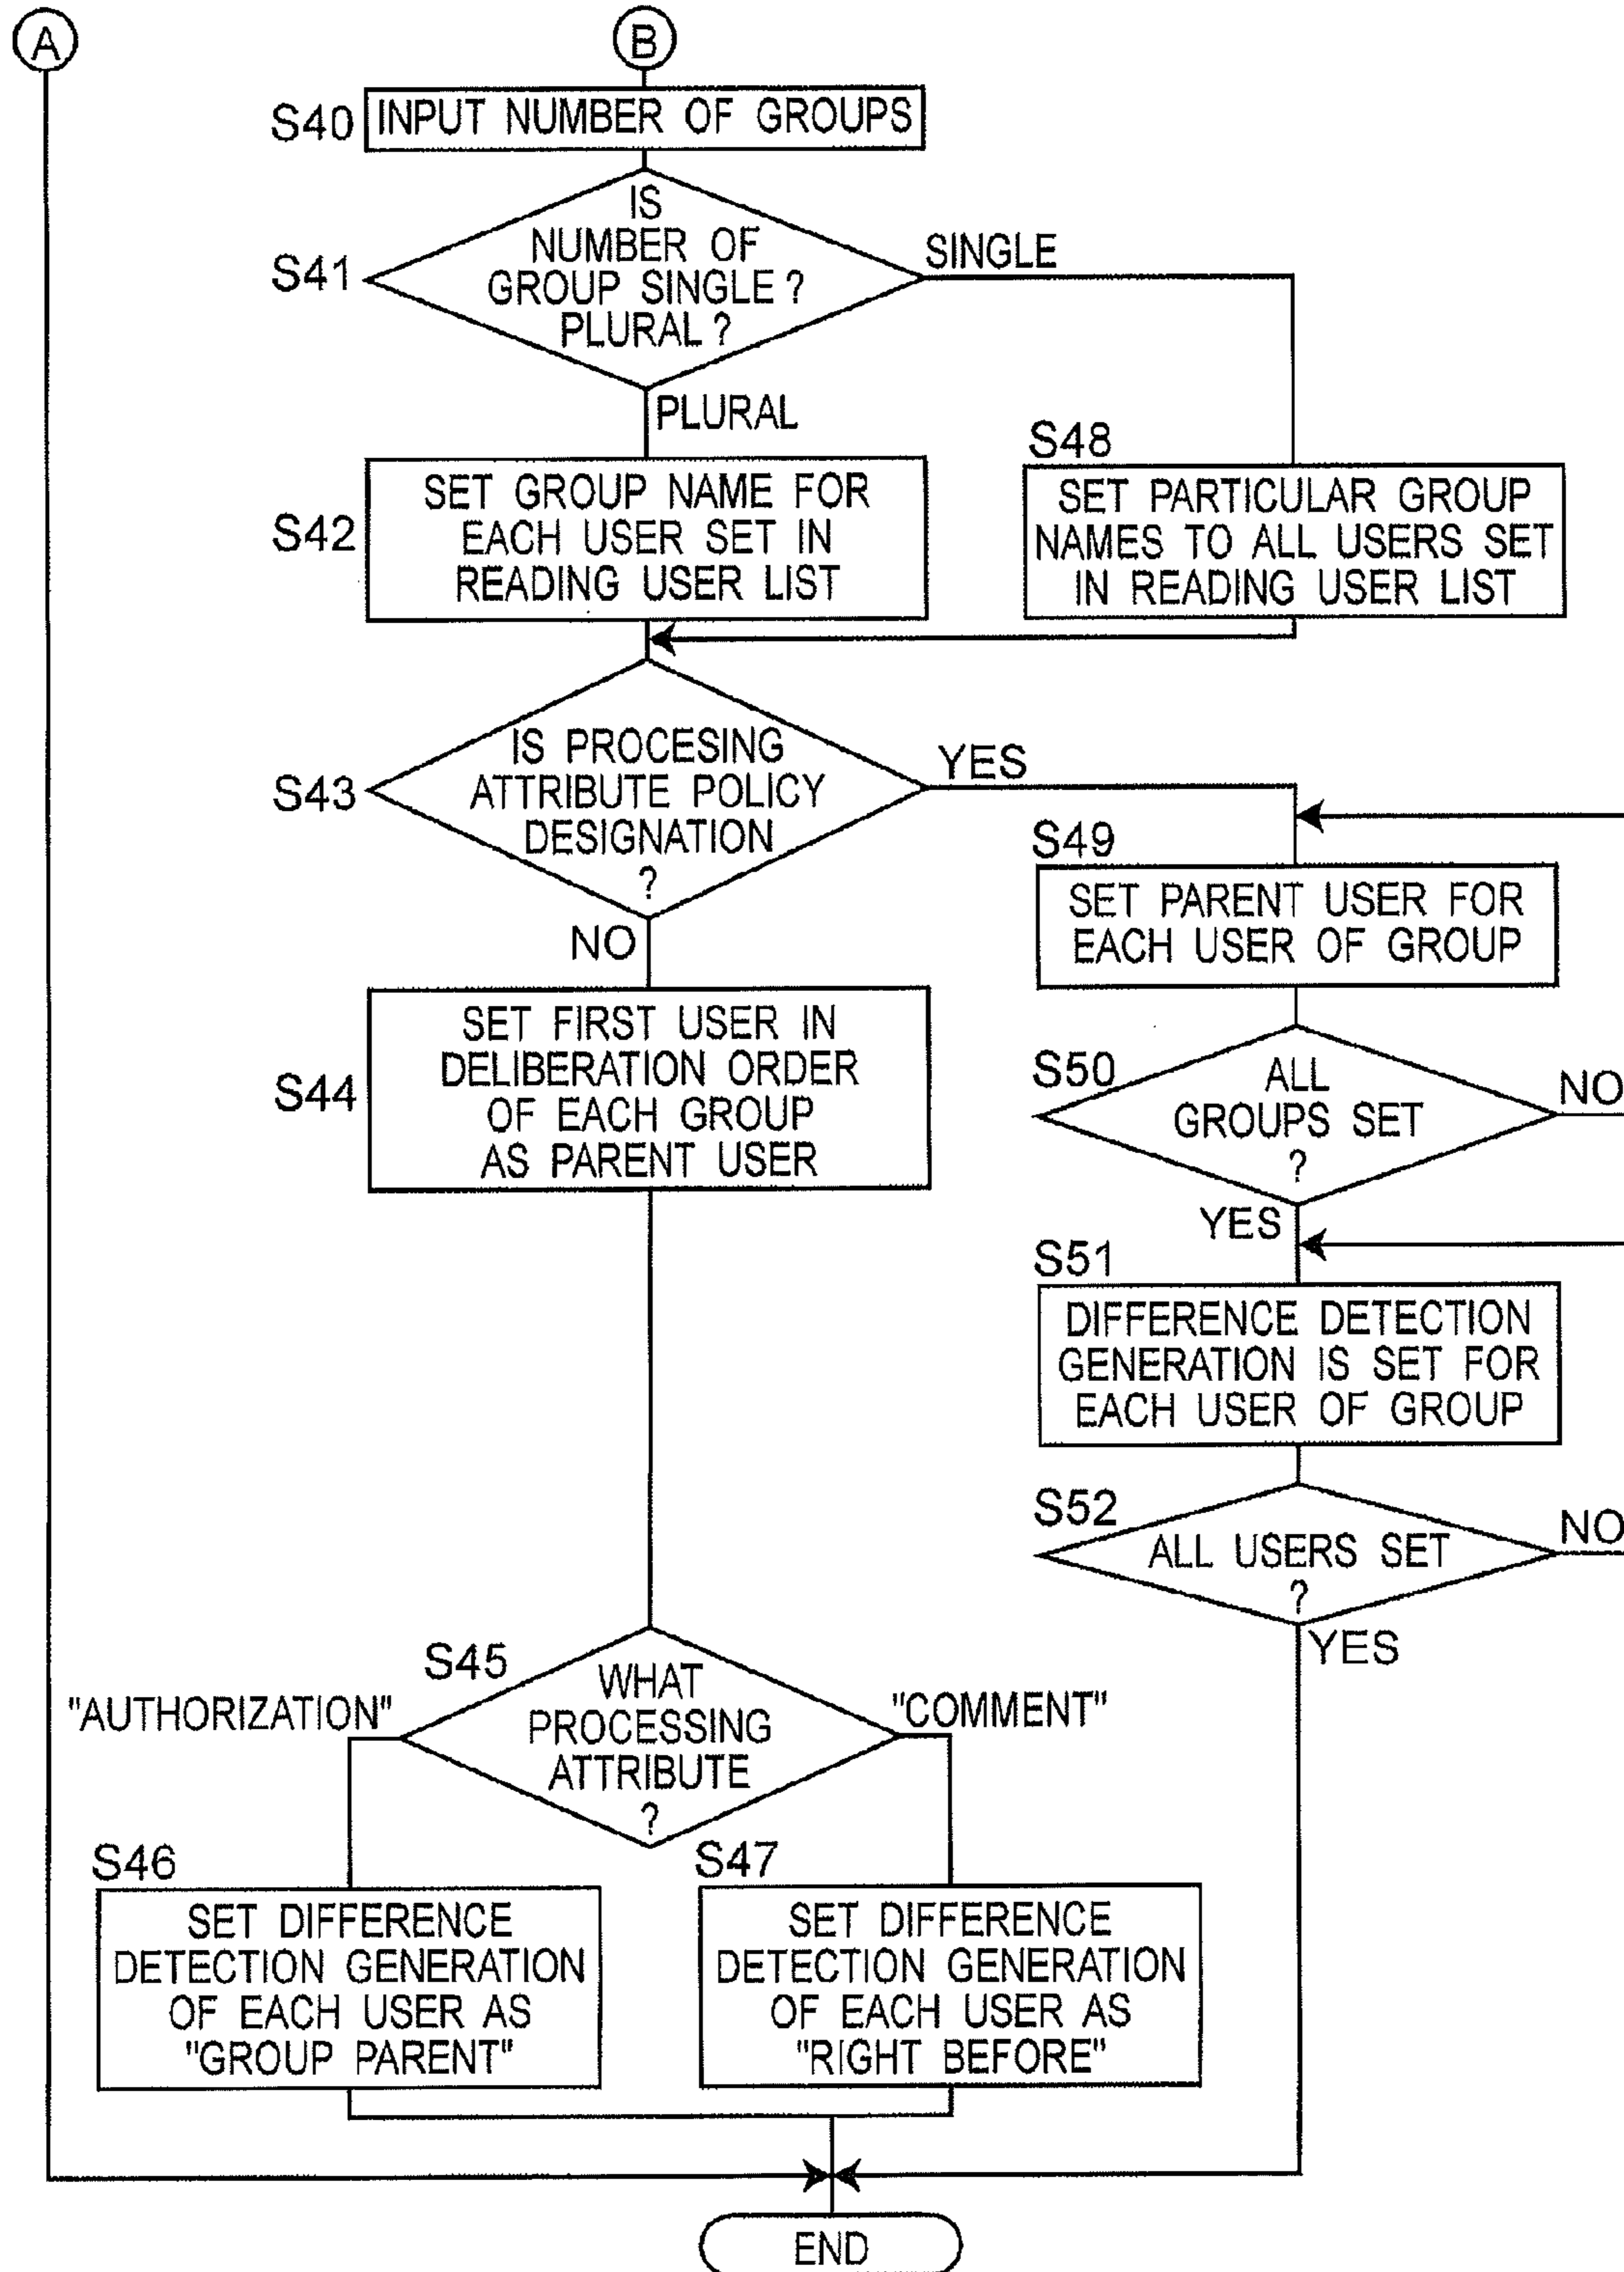 A
B
S40
INPUT NUMBER OF GROUPS
S41
IS
NUMBER OF
GROUP SINGLE ?
PLURAL ?
SINGLE
PLURAL
S42
SET GROUP NAME FOR
EACH USER SET IN
READING USER LIST
S48
SET PARTICULAR GROUP
NAMES TO ALL USERS SET
IN READING USER LIST
S43
IS PROCESING
ATTRIBUTE POLICY
DESIGNATION
?
YES
NO
S49
SET PARENT USER FOR
EACH USER OF GROUP
S44
SET FIRST USER IN
DELIBERATION ORDER
OF EACH GROUP
AS PARENT USER
S50
ALL
GROUPS SET
?
NO
YES
S51
DIFFERENCE DETECTION
GENERATION IS SET FOR
EACH USER OF GROUP
S52
ALL USERS SET
?
NO
YES
S45
WHAT
PROCESSING
ATTRIBUTE
?
"AUTHORIZATION"
"COMMENT"
S46
SET DIFFERENCE
DETECTION GENERATION
OF EACH USER AS
"GROUP PARENT"
S47
SET DIFFERENCE
DETECTION GENERATION
OF EACH USER AS
"RIGHT BEFORE"
END